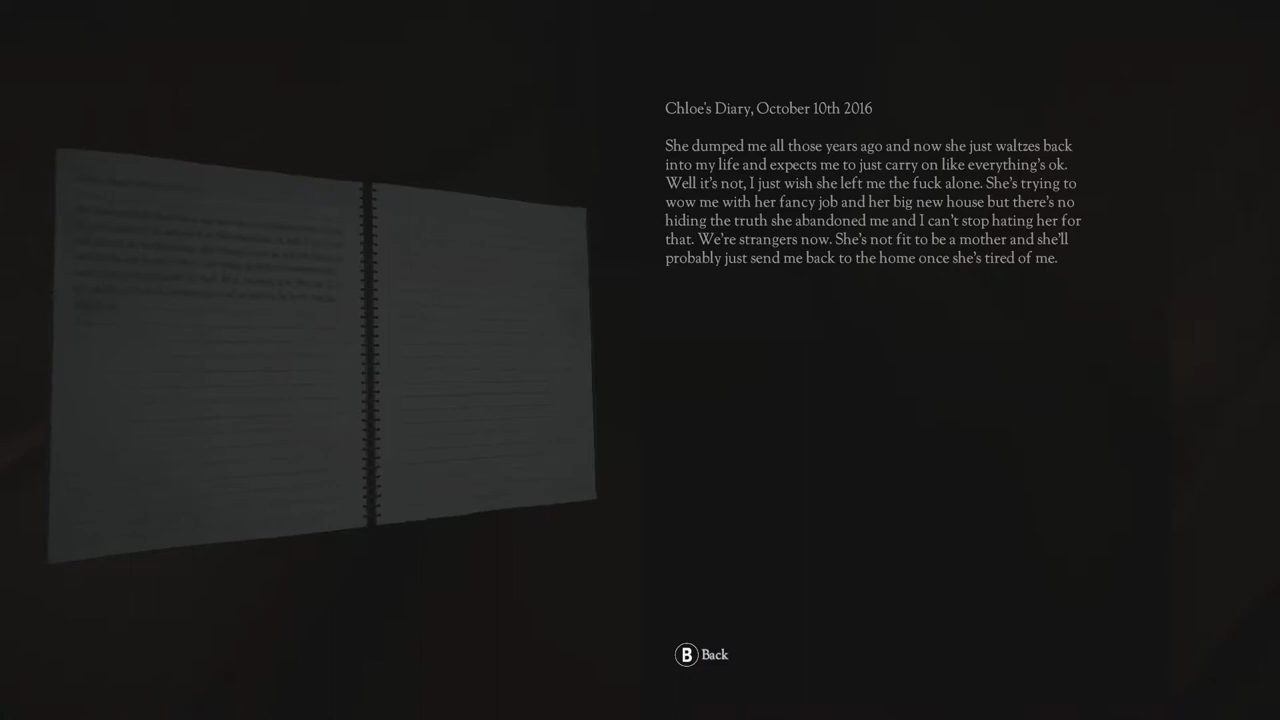 Chloe's Diary, October 10th 2016
She dumped me all those years ago and now she just waltzes back
into my life and expects me to just carry on like everything's ok.
Well it's not, I just wish she left me the fuck alone. She's trying to
wow me with her fancy job and her big new house but there's no
hiding the truth she abandoned me and I can't stop hating her for
that. We're strangers now. She's not fit to be a mother and she'll
probably just send me back to the home once she's tired of me.
B Back